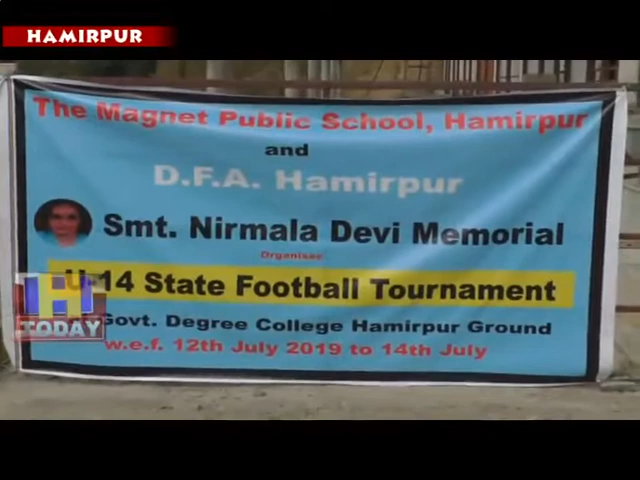 HAMIRPUR
The Magnet Public School, Hamirpur
and
D.F.A. Hamirpur
Smt. Nirmala Devi Memorial
Organises
U-14 State Football Tournament
Govt. Degree College Hamirpur Ground
w.e.f. 12th July 2019 to 14th July
H
TODAY